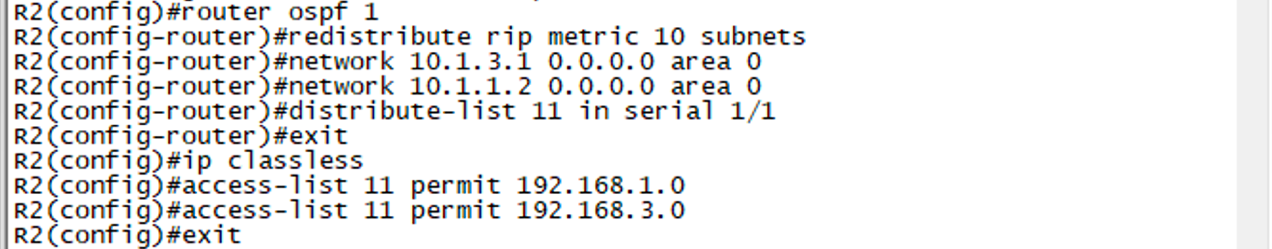 R2(config)#router ospf 1
R2(config-router)#redistribute rip metric 10 subnets
R2(config-router)#network 10.1.3.1 0.0.0.0 area 0
R2(config-router)#network 10.1.1.2 0.0.0.0 area 0
R2(config-router)#distribute-list 11 in serial 1/1
R2(config-router)#exit
R2(config)#ip classless
R2(config)#access-list 11 permit 192.168.1.0
R2(config)#access-list 11 permit 192.168.3.0
R2(config)#exit